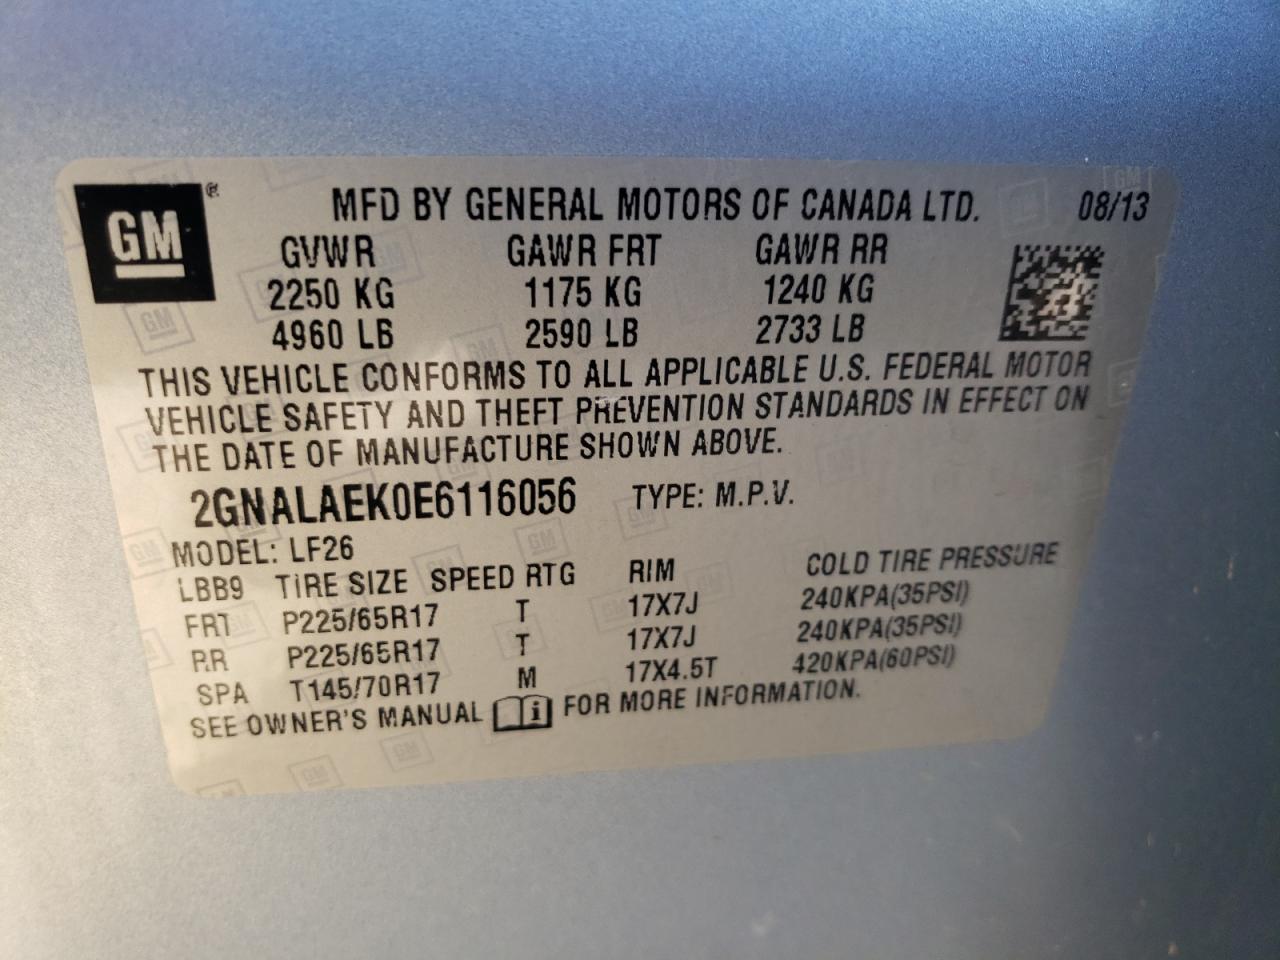 GM ® MFD BY GENERAL MOTORS OF CANADA LTD. 08/13
GVWR GAWR FRT GAWR RR
2250 KG 1175 KG 1240 KG
4960 LB 2590 LB 2733 LB
THIS VEHICLE CONFORMS TO ALL APPLICABLE U.S. FEDERAL MOTOR
VEHICLE SAFETY AND THEFT PREVENTION STANDARDS IN EFFECT ON
THE DATE OF MANUFACTURE SHOWN ABOVE.
2GNALAEK0E6116056 TYPE: M.P.V.
MODEL: LF26
LBB9 TIRE SIZE SPEED RTG RIM COLD TIRE PRESSURE
FRT P225/65R17 T 17X7J 240KPA(35PSI)
RR P225/65R17 T 17X7J 240KPA(35PSI)
SPA T145/70R17 M 17X4.5T 420KPA(60PSI)
SEE OWNER'S MANUAL i FOR MORE INFORMATION.